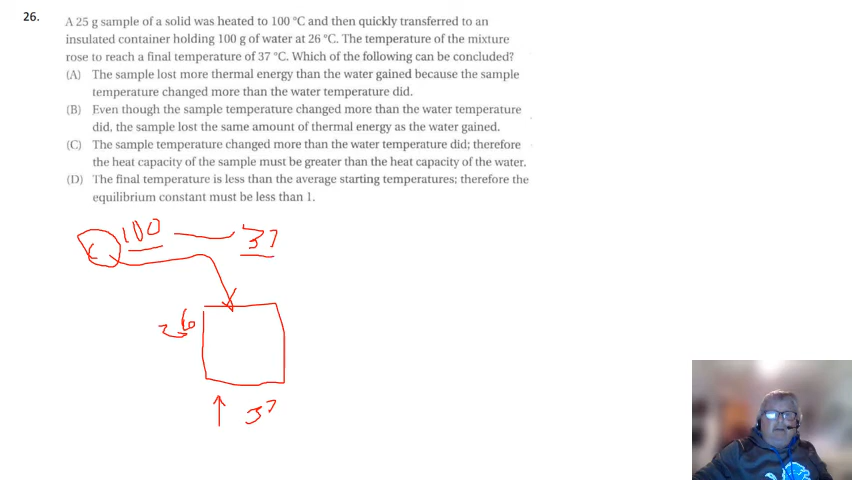 26. A 25 g sample of a solid was heated to 100 °C and then quickly transferred to an
insulated container holding 100 g of water at 26 °C. The temperature of the mixture
rose to reach a final temperature of 37 °C. Which of the following can be concluded?
(A) The sample lost more thermal energy than the water gained because the sample
temperature changed more than the water temperature did.
(B) Even though the sample temperature changed more than the water temperature
did, the sample lost the same amount of thermal energy as the water gained.
(C) The sample temperature changed more than the water temperature did; therefore
the heat capacity of the sample must be greater than the heat capacity of the water.
(D) The final temperature is less than the average starting temperatures; therefore the
equilibrium constant must be less than 1.
100 37
26
37